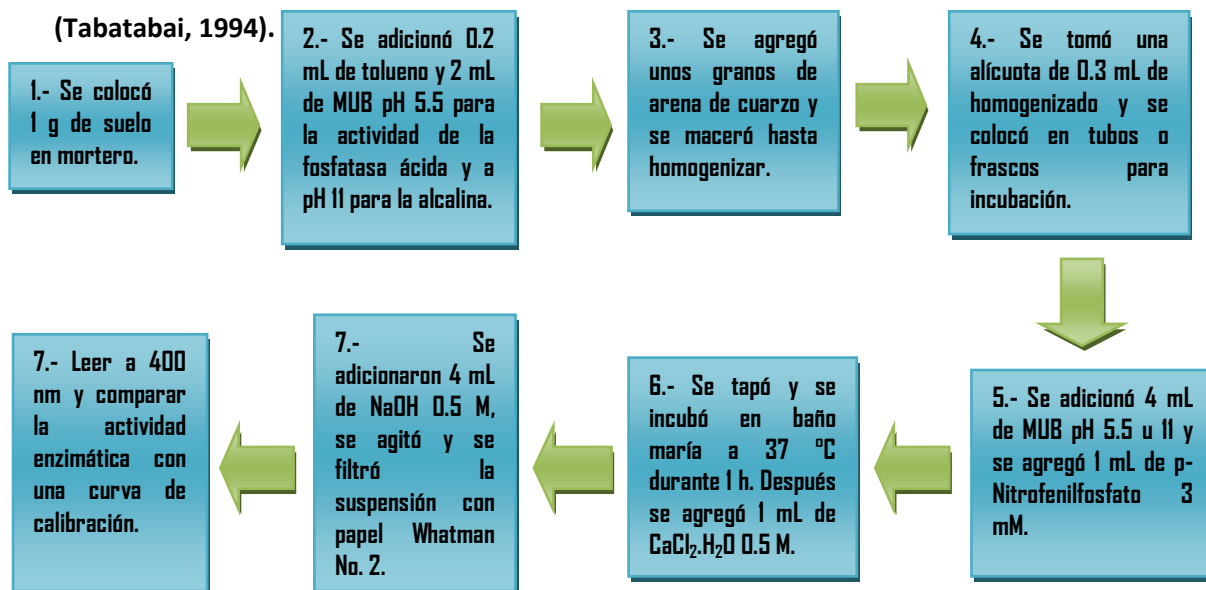 (Tabatabai, 1994).
1.- Se colocó
1 g de suelo
en mortero.
2.- Se adicionó 0.2
mL de tolueno y 2 mL
de MUB pH 5.5 para
la actividad de la
fosfatasa ácida y a
pH 11 para la alcalina.
3.- Se agregó
unos granos de
arena de cuarzo y
se maceró hasta
homogenizar.
4.- Se tomó una
alícuota de 0.3 mL de
homogenizado y se
colocó en tubos o
frascos para
incubación.
5.- Se adicionó 4 mL
de MUB pH 5.5 u 11 y
se agregó 1 mL de p-
Nitrofenilfosfato 3
mM.
6.- Se tapó y se
incubó en baño
maría a 37 °C
durante 1 h. Después
se agregó 1 mL de
CaCl₂.H₂O 0.5 M.
7.- Se
adicionaron 4 mL
de NaOH 0.5 M,
se agitó y se
filtró la
suspensión con
papel Whatman
No. 2.
7.- Leer a 400
nm y comparar
la actividad
enzimática con
una curva de
calibración.